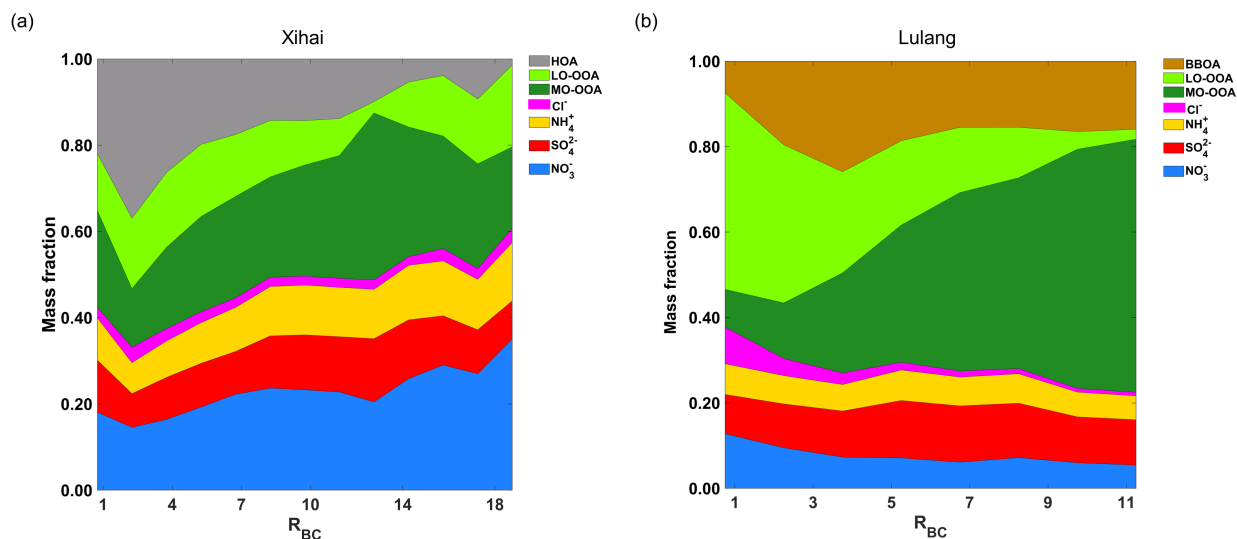 (a)
Xihai
Mass fraction
1.00
0.80
0.60
0.40
0.20
0.00
1 4 7 10 14 18
R_BC
HOA
LO-OOA
MO-OOA
Cl⁻
NH₄⁺
SO₄²⁻
NO₃⁻
(b)
Lulang
Mass fraction
1.00
0.80
0.60
0.40
0.20
0.00
1 3 5 7 9 11
R_BC
BBOA
LO-OOA
MO-OOA
Cl⁻
NH₄⁺
SO₄²⁻
NO₃⁻